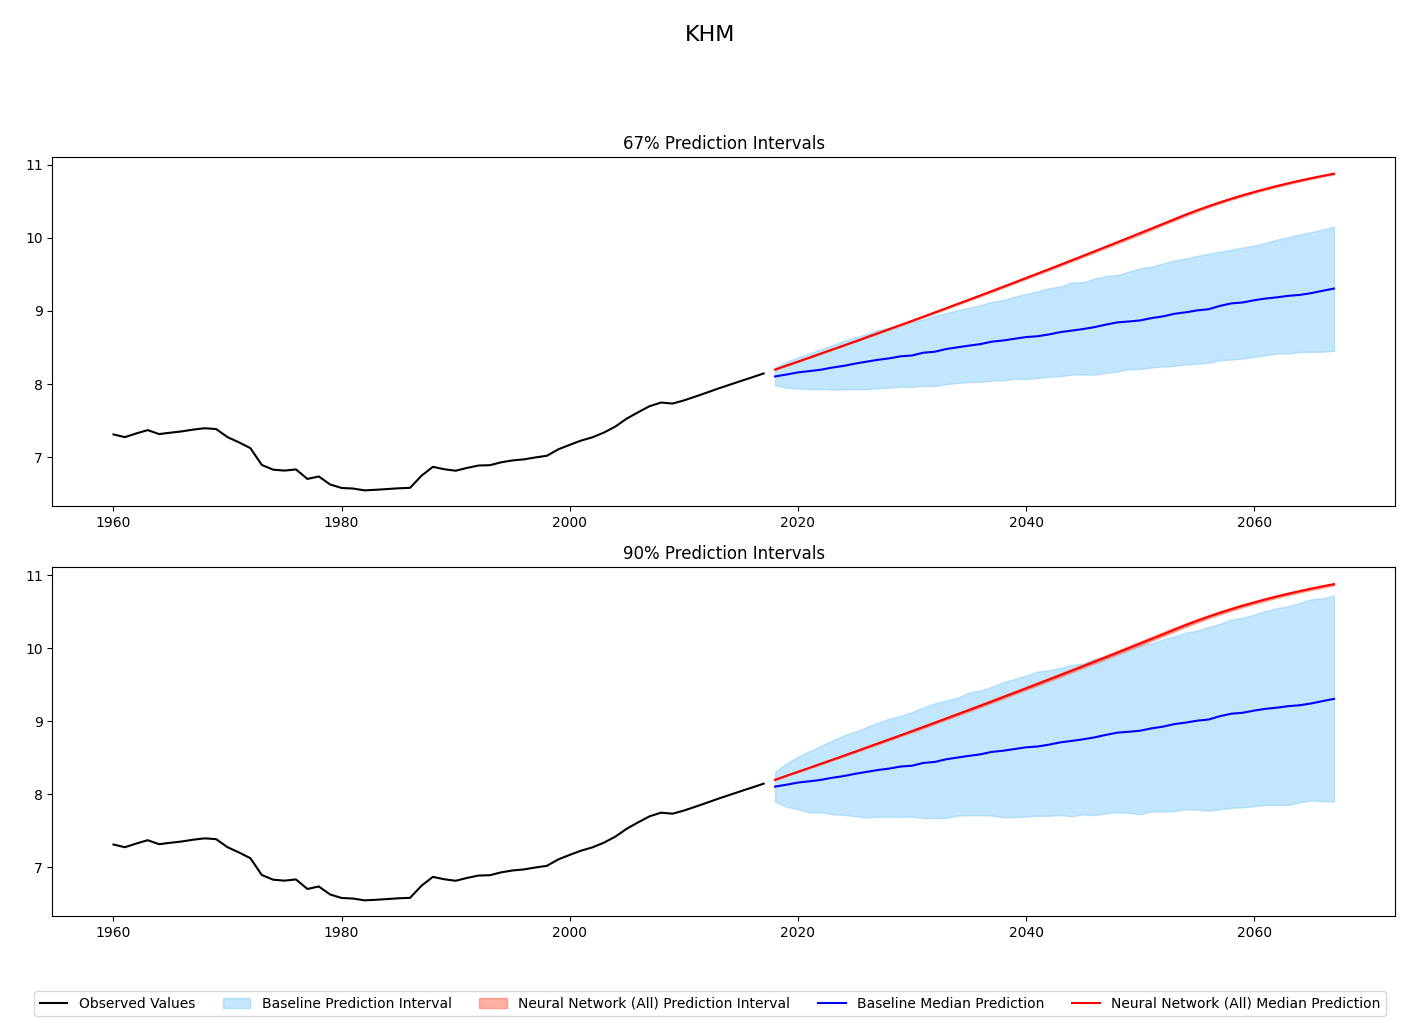 KHM
67% Prediction Intervals
11
10
9
8
7
1960 1980 2000 2020 2040 2060
90% Prediction Intervals
11
10
9
8
7
1960 1980 2000 2020 2040 2060
Observed Values Baseline Prediction Interval Neural Network (All) Prediction Interval Baseline Median Prediction Neural Network (All) Median Prediction